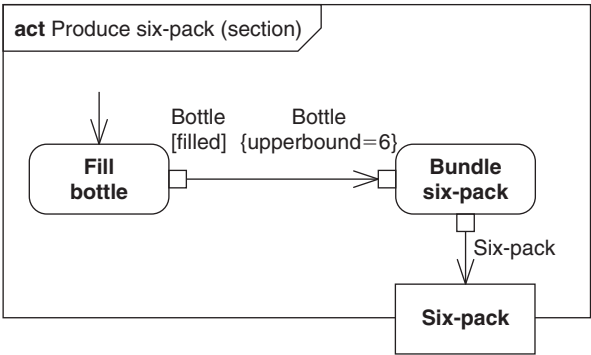 act Produce six-pack (section)
Bottle
[filled]
Bottle
{upperbound=6}
Fill
bottle
Bundle
six-pack
Six-pack
Six-pack